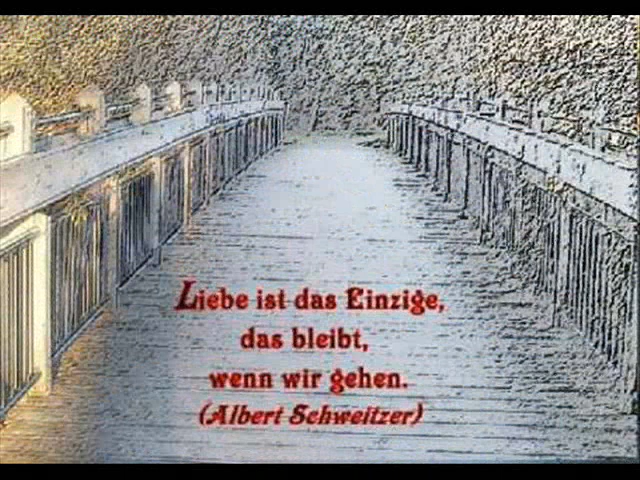 Liebe ist das Einzige,
das bleibt,
wenn wir gehen.
(Albert Schweitzer)